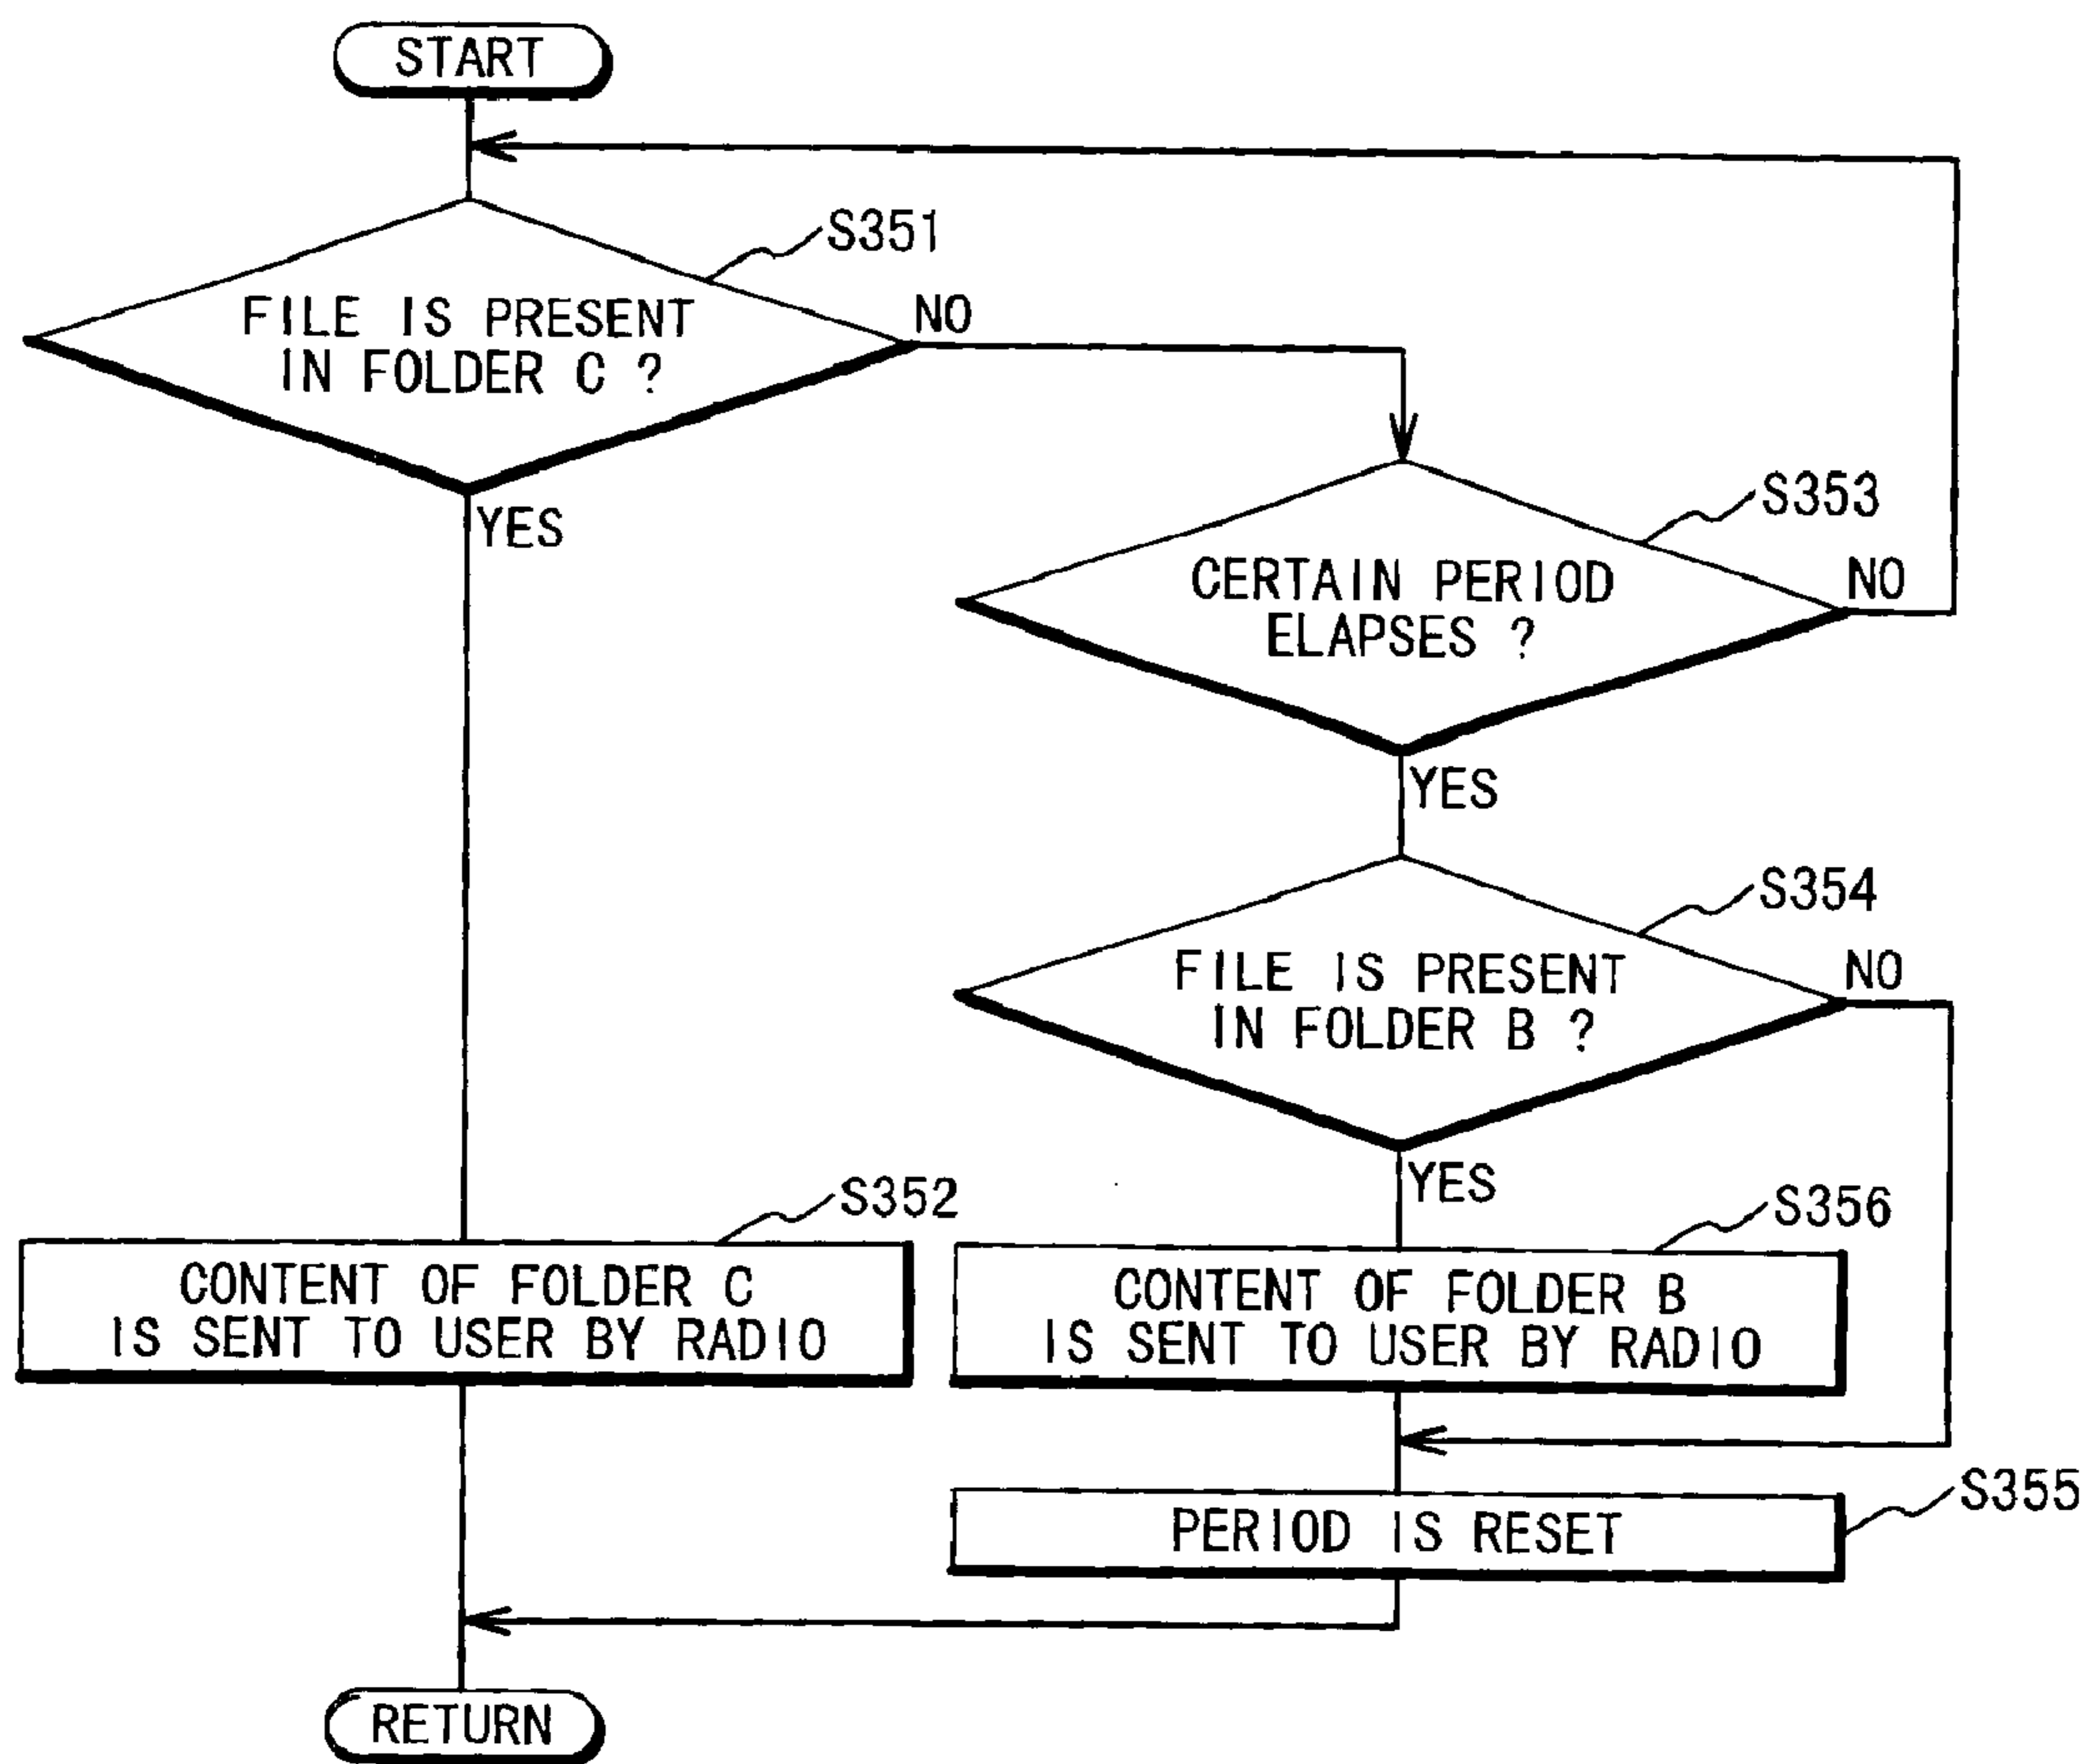 START
S351
FILE IS PRESENT
IN FOLDER C ?
NO
YES
S353
CERTAIN PERIOD
ELAPSES ?
NO
YES
S354
FILE IS PRESENT
IN FOLDER B ?
NO
YES
S352
CONTENT OF FOLDER C
IS SENT TO USER BY RADIO
S356
CONTENT OF FOLDER B
IS SENT TO USER BY RADIO
S355
PERIOD IS RESET
RETURN